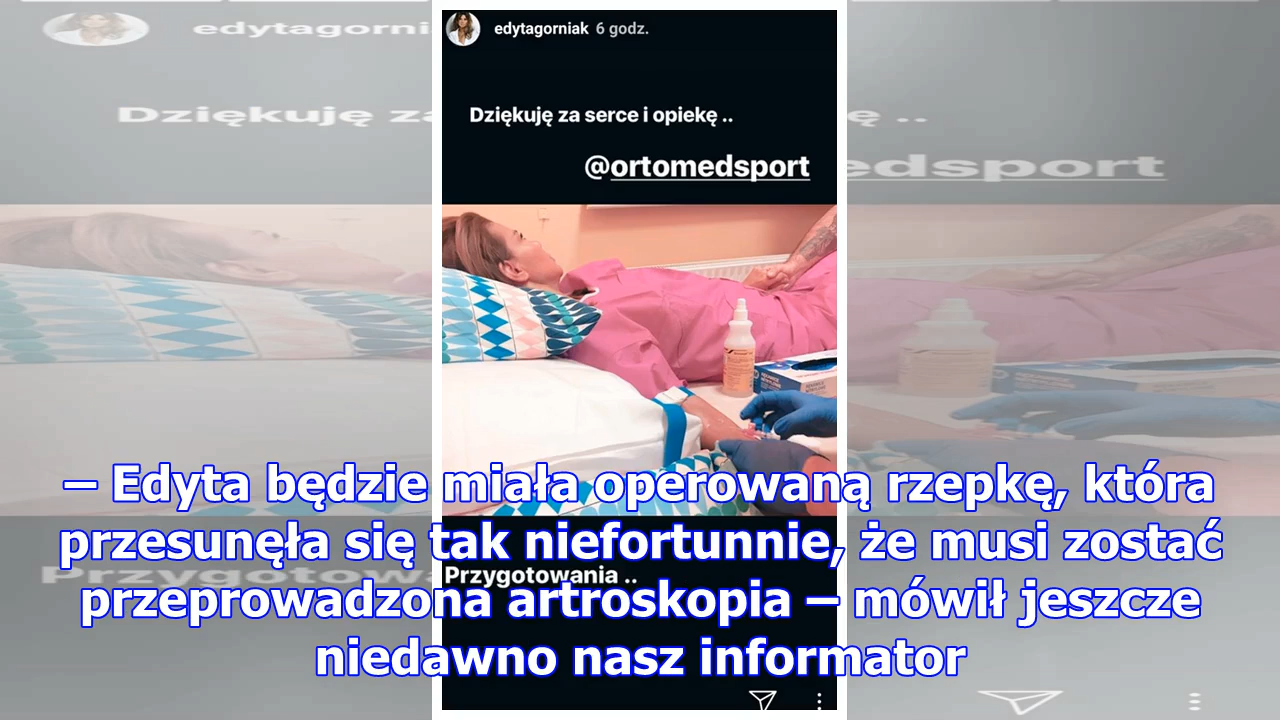 edytagorniak 6 godz.
Dziękuję za serce i opiekę ..
@ortomedsport
– Edyta będzie miała operowaną rzepkę, która
przesunęła się tak niefortunnie, że musi zostać
Przygotowania ..
przeprowadzona artroskopia – mówił jeszcze
niedawno nasz informator